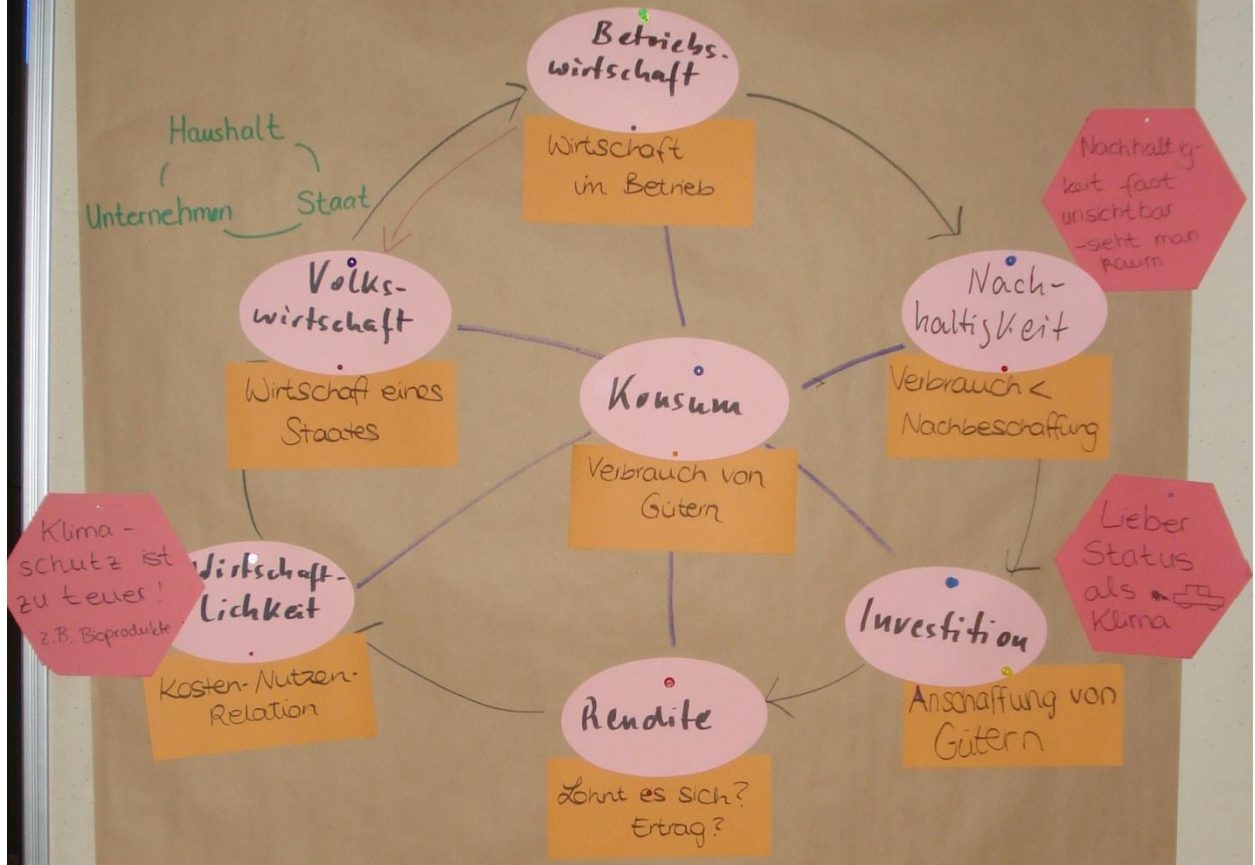 Betriebs-
wirtschaft
Wirtschaft
im Betrieb
Haushalt
Unternehmen
Staat
Volks-
wirtschaft
Wirtschaft eines
Staates
Nachhaltig-
keit fast
unsichtbar
-sieht man
kaum
Nach-
haltigkeit
Verbrauch <
Nachbeschaffung
Konsum
Verbrauch von
Gütern
Klima-
schutz ist
zu teuer!
z.B. Bioprodukte
Wirtschaft-
lichkeit
Kosten-Nutzen-
Relation
Lieber
Status
als
Klima
Investition
Anschaffung von
Gütern
Rendite
Lohnt es sich?
Ertrag?